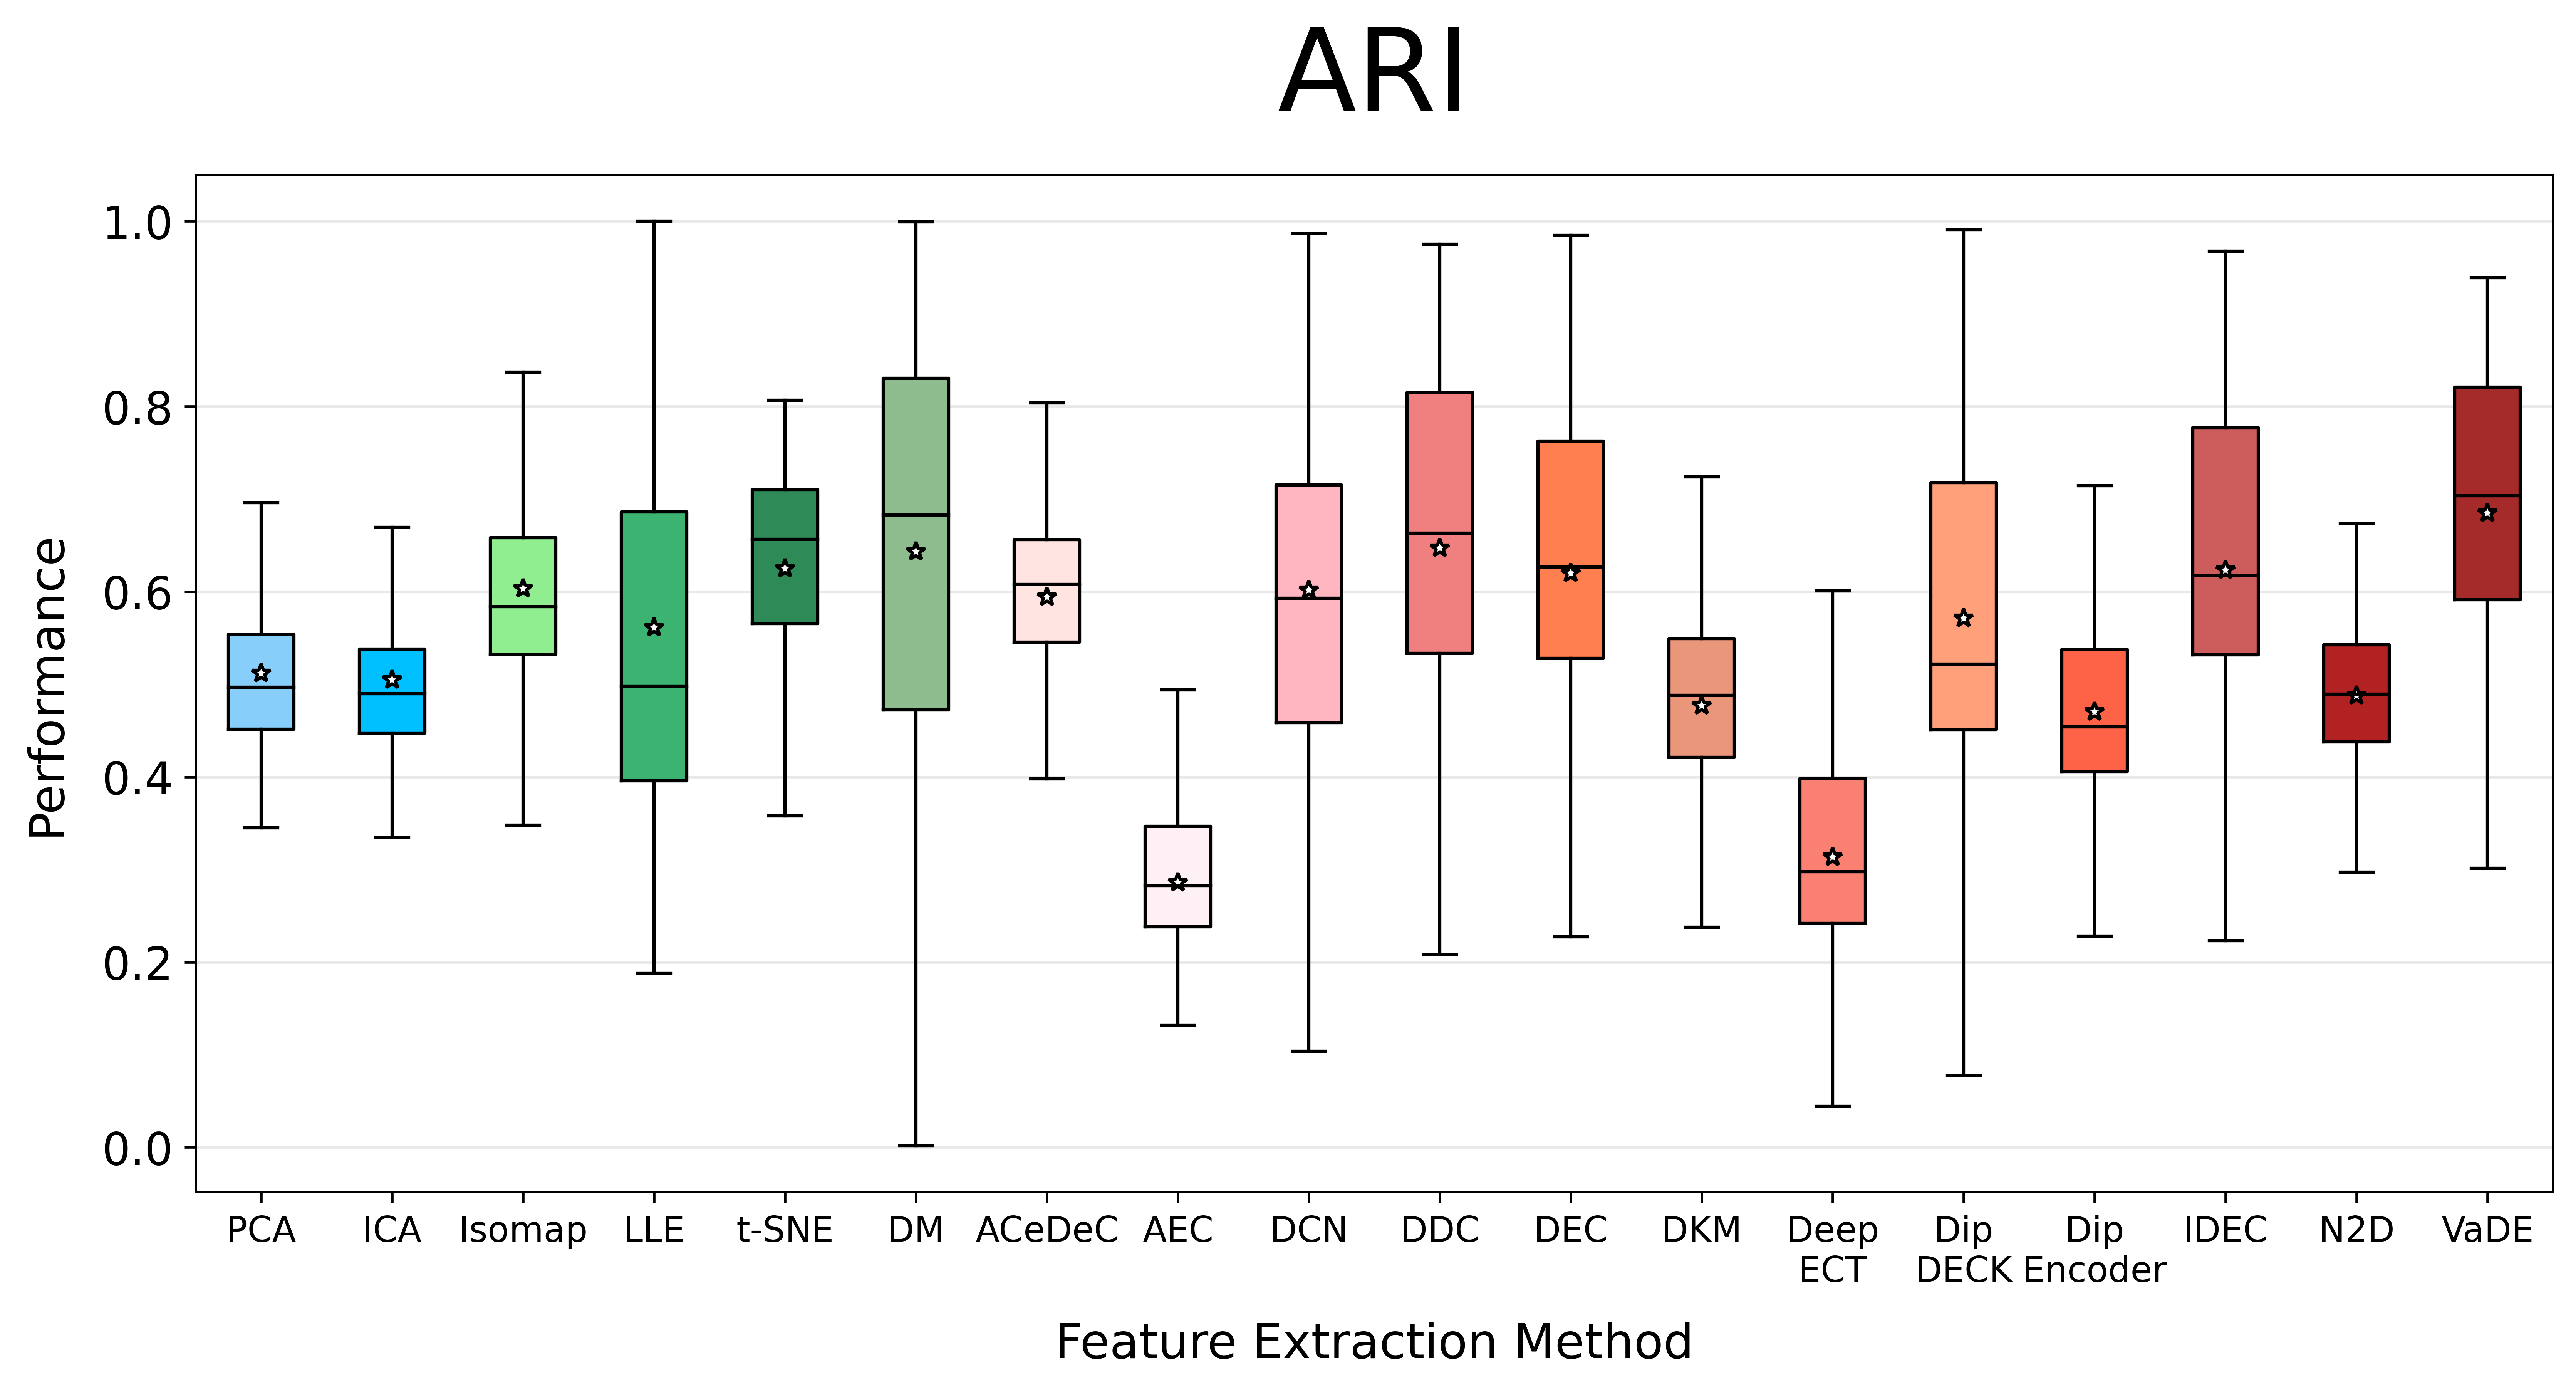 ARI
Performance
1.0
0.8
0.6
0.4
0.2
0.0
PCA ICA Isomap LLE t-SNE DM ACeDeC AEC DCN DDC DEC DKM Deep Dip Dip IDEC N2D VaDE
ECT DECK Encoder
Feature Extraction Method